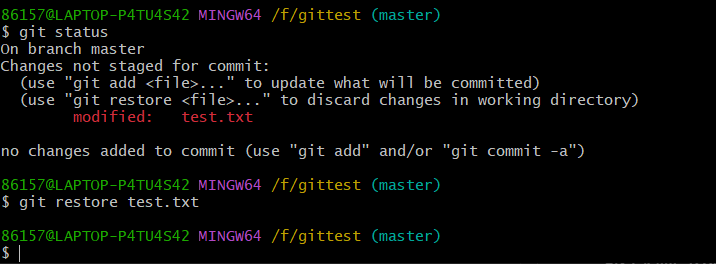 86157@LAPTOP-P4TU4S42 MINGW64 /f/gittest (master)
$ git status
On branch master
Changes not staged for commit:
  (use "git add <file>..." to update what will be committed)
  (use "git restore <file>..." to discard changes in working directory)
        modified:   test.txt

no changes added to commit (use "git add" and/or "git commit -a")

86157@LAPTOP-P4TU4S42 MINGW64 /f/gittest (master)
$ git restore test.txt

86157@LAPTOP-P4TU4S42 MINGW64 /f/gittest (master)
$